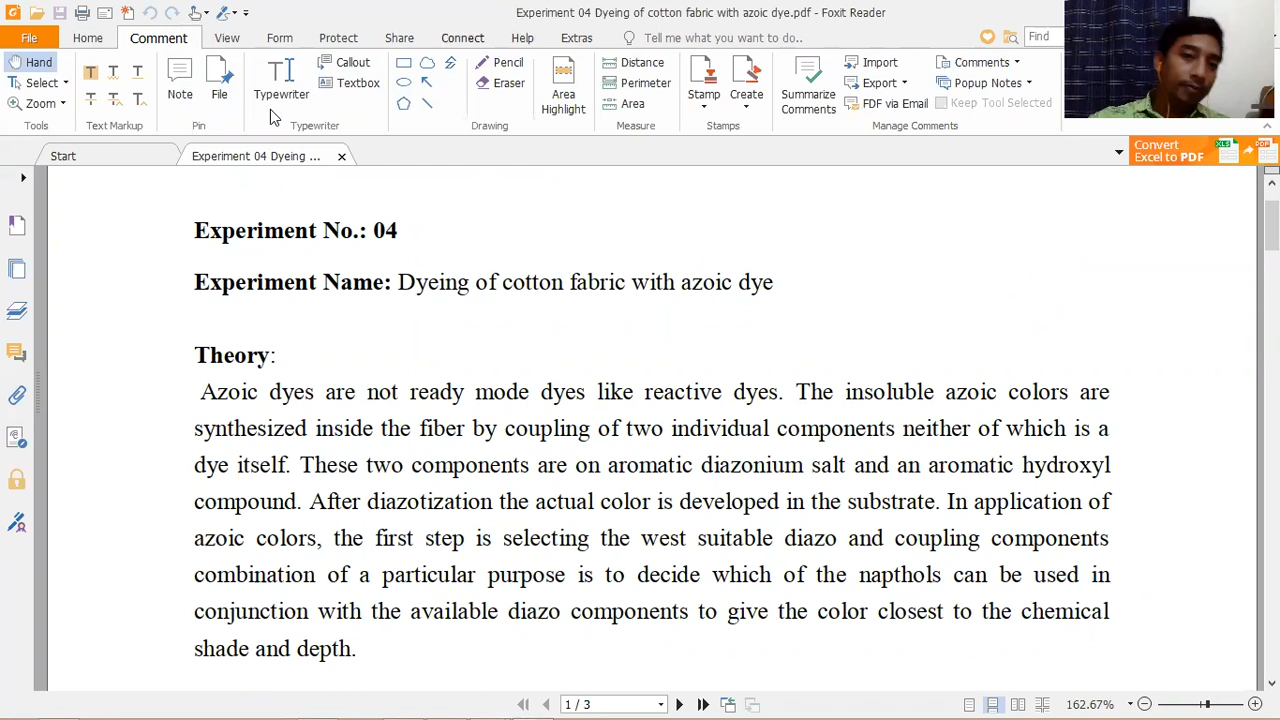 Experiment 04 Dyeing of cotton fabric with azoic dye.pdf - Foxit Reader
File Home Comment View Form Protect Connect Help Tell me what you want to do. Find
Hand Note File Typewriter Callout Pencil Area Highlight Distance Stamp Create Summarize Comments Import Comments
Select Textbox Eraser Perimeter Export Popup Notes
Zoom Area FDF via Email Keep Tool Selected
Tools Text Markup Pin Typewriter Drawing Measure Stamps Manage Comments
Start Experiment 04 Dyeing ... Convert
Excel to PDF
Experiment No.: 04
Experiment Name: Dyeing of cotton fabric with azoic dye
Theory:
Azoic dyes are not ready mode dyes like reactive dyes. The insoluble azoic colors are
synthesized inside the fiber by coupling of two individual components neither of which is a
dye itself. These two components are on aromatic diazonium salt and an aromatic hydroxyl
compound. After diazotization the actual color is developed in the substrate. In application of
azoic colors, the first step is selecting the west suitable diazo and coupling components
combination of a particular purpose is to decide which of the napthols can be used in
conjunction with the available diazo components to give the color closest to the chemical
shade and depth.
1 / 3 162.67%